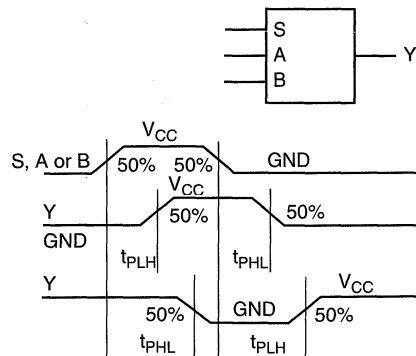 S
A
Y
B
V_CC
S, A or B
50%
50%
GND
Y
V_CC
50%
50%
GND
t_PLH
t_PHL
Y
V_CC
50%
GND
50%
t_PHL
t_PLH